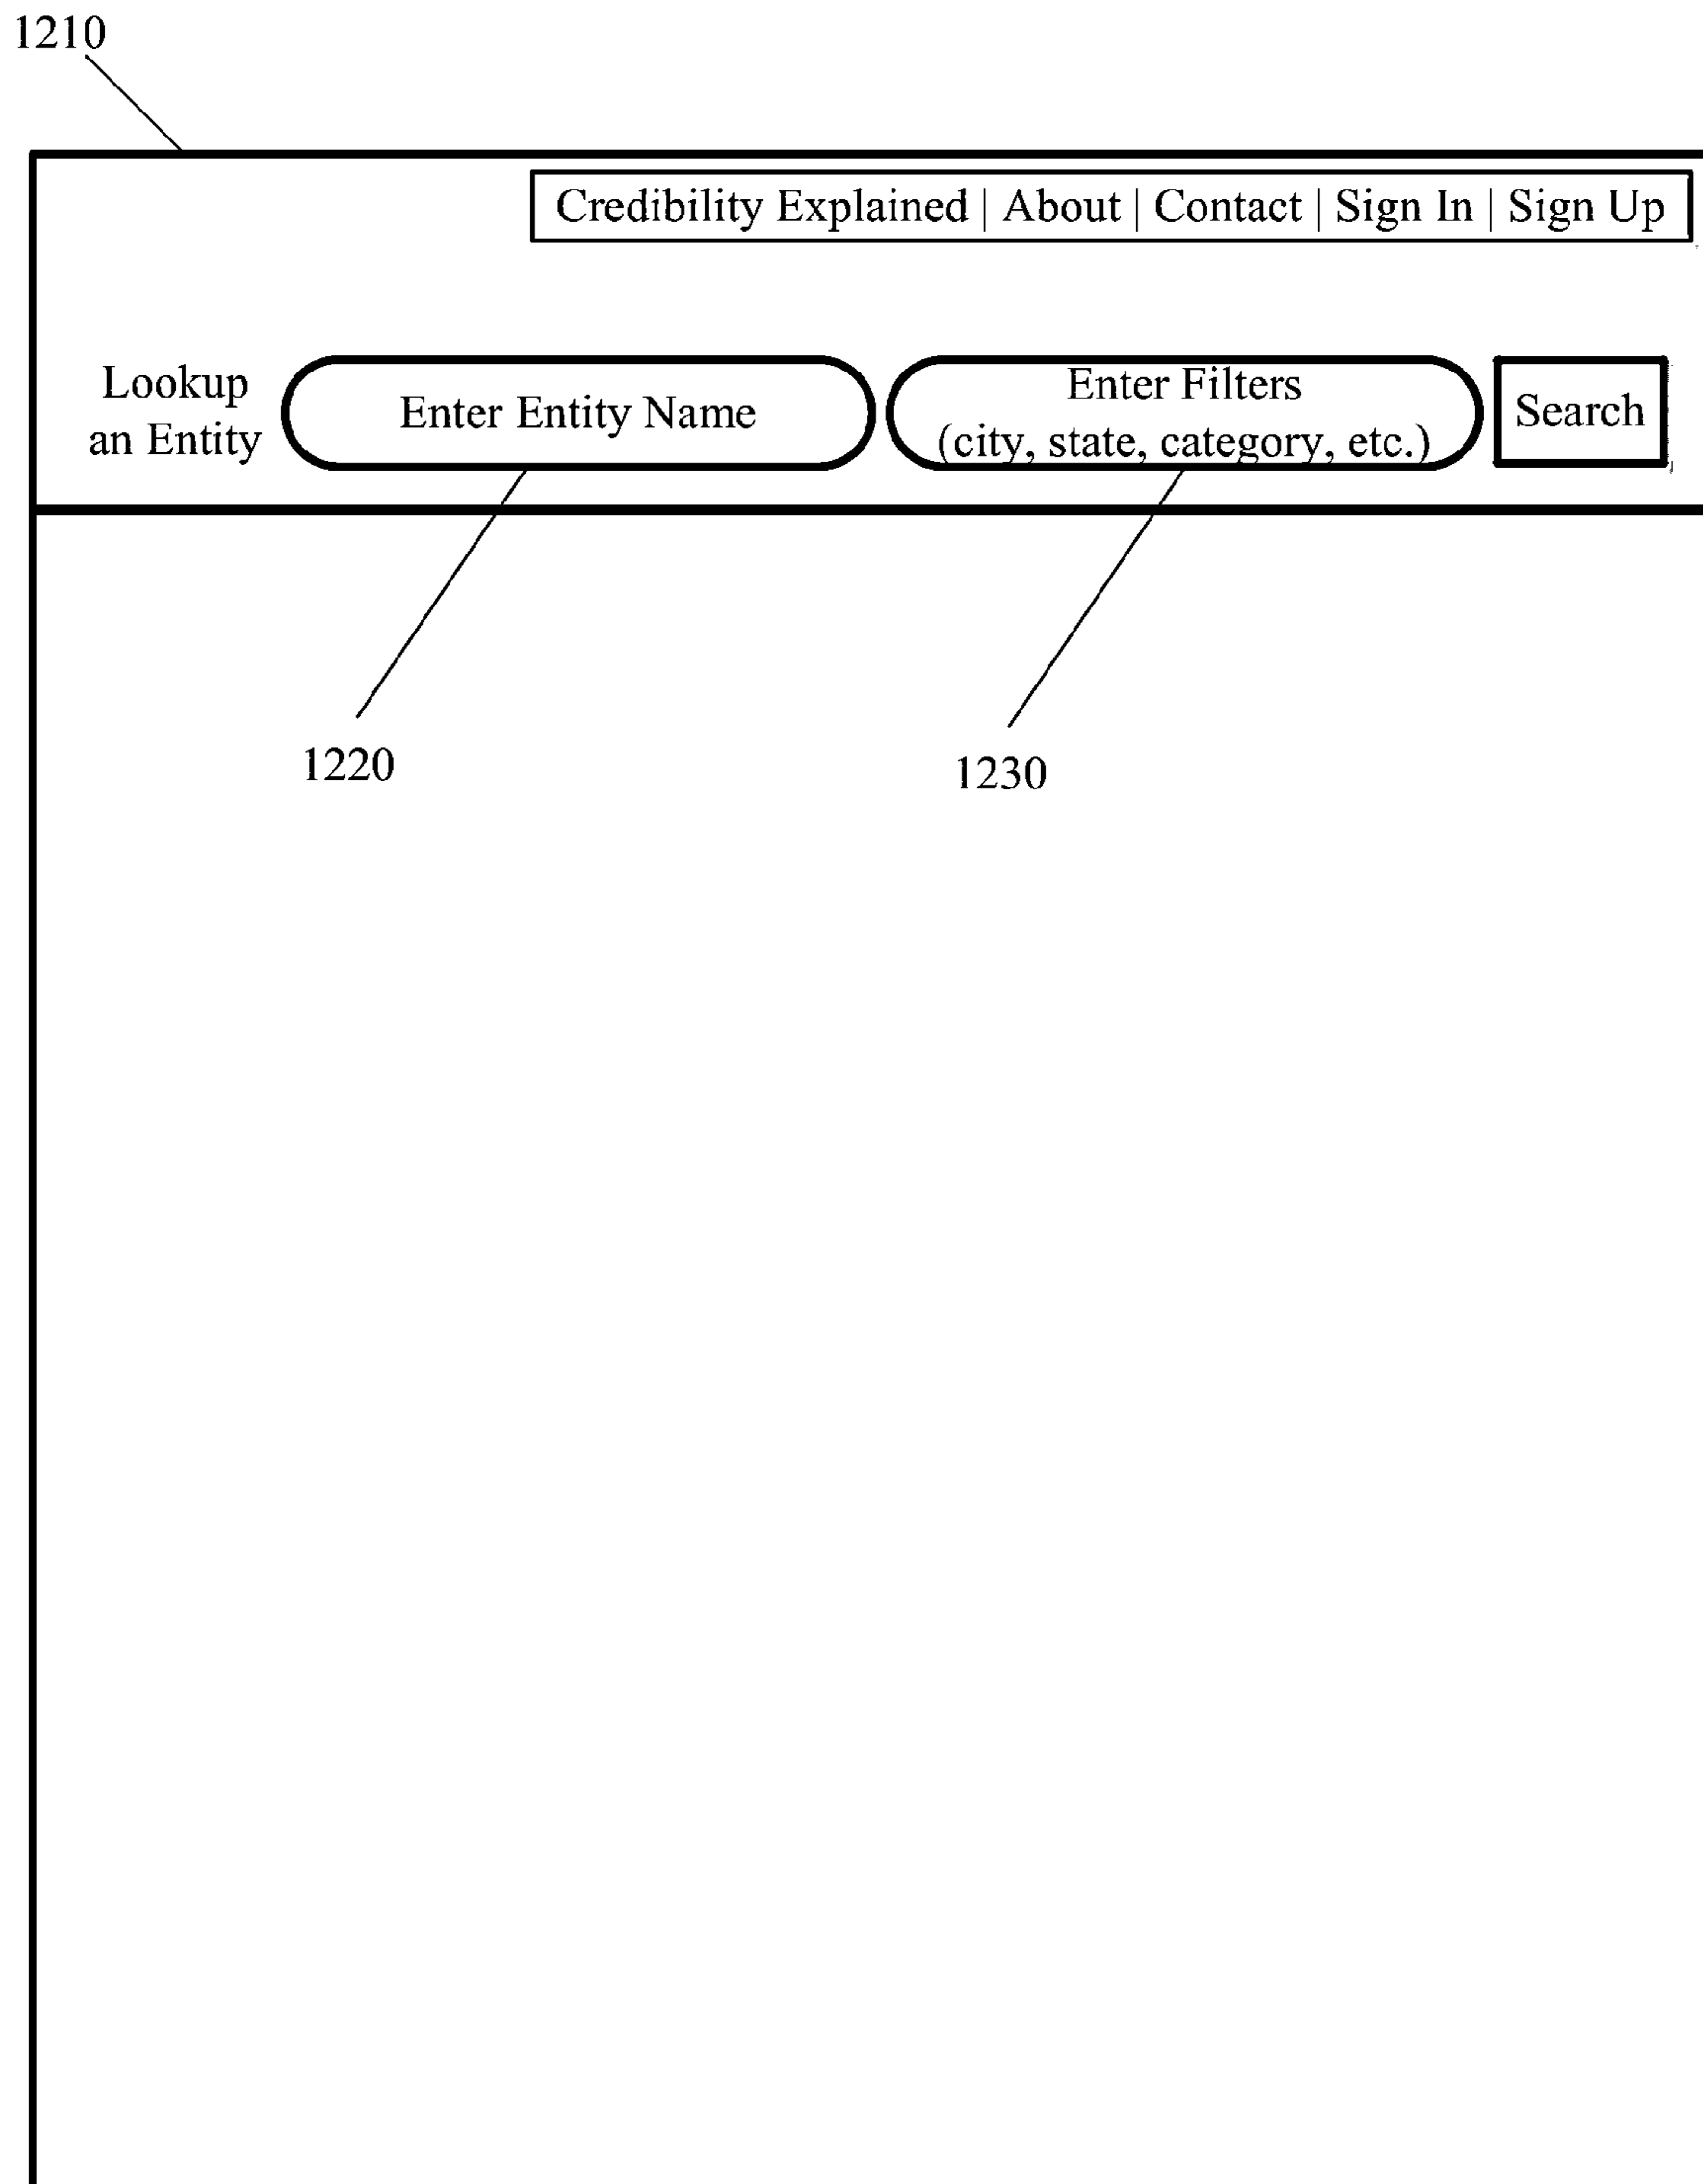 1210
Credibility Explained | About | Contact | Sign In | Sign Up
Lookup
an Entity
Enter Entity Name
Enter Filters
(city, state, category, etc.)
Search
1220
1230